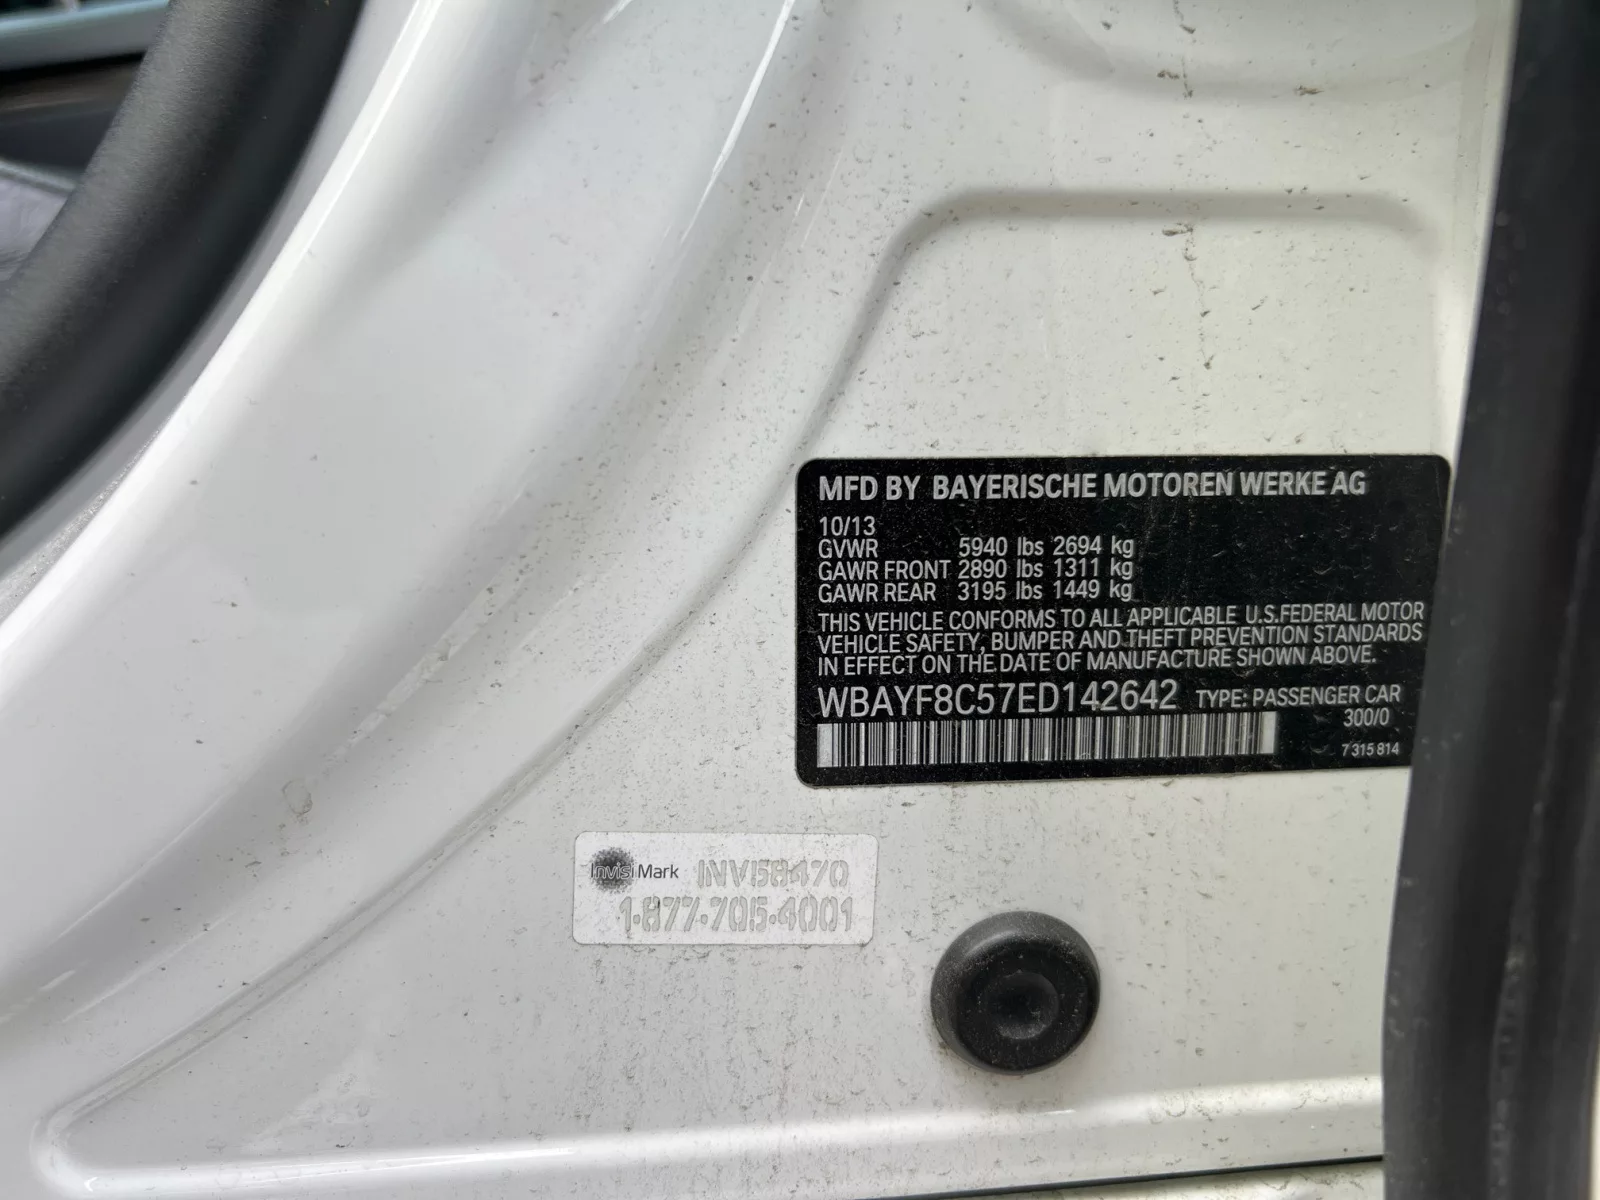 MFD BY BAYERISCHE MOTOREN WERKE AG
10/13
GVWR 5940 lbs 2694 kg
GAWR FRONT 2890 lbs 1311 kg
GAWR REAR 3195 lbs 1449 kg
THIS VEHICLE CONFORMS TO ALL APPLICABLE U.S.FEDERAL MOTOR
VEHICLE SAFETY, BUMPER AND THEFT PREVENTION STANDARDS
IN EFFECT ON THE DATE OF MANUFACTURE SHOWN ABOVE.
WBAYF8C57ED142642 TYPE: PASSENGER CAR
300/0
7 315 814
Invisi Mark INV58470
1-877-705-4001